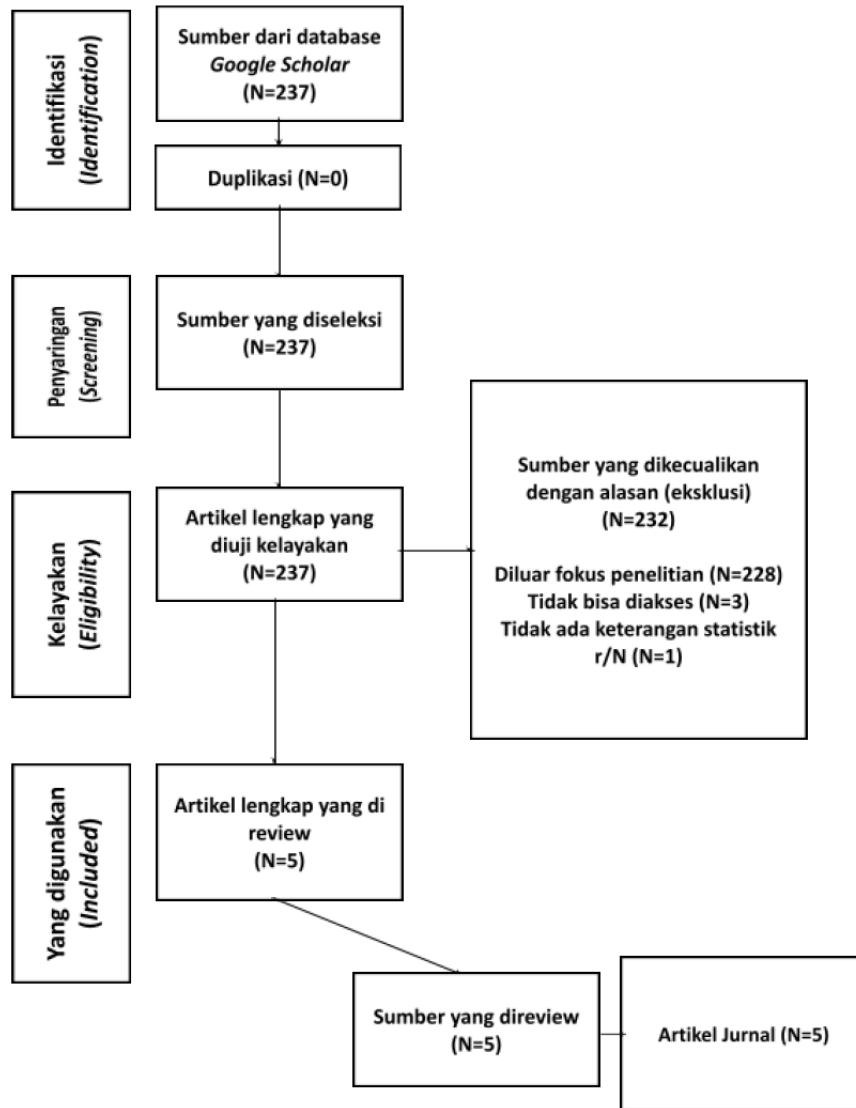 Identifikasi
(Identification)
Sumber dari database
Google Scholar
(N=237)
Duplikasi (N=0)
Penyaringan
(Screening)
Sumber yang diseleksi
(N=237)
Kelayakan
(Eligibility)
Artikel lengkap yang
diuji kelayakan
(N=237)
Sumber yang dikecualikan
dengan alasan (eksklusi)
(N=232)
Diluar fokus penelitian (N=228)
Tidak bisa diakses (N=3)
Tidak ada keterangan statistik
r/N (N=1)
Yang digunakan
(Included)
Artikel lengkap yang di
review
(N=5)
Sumber yang direview
(N=5)
Artikel Jurnal (N=5)